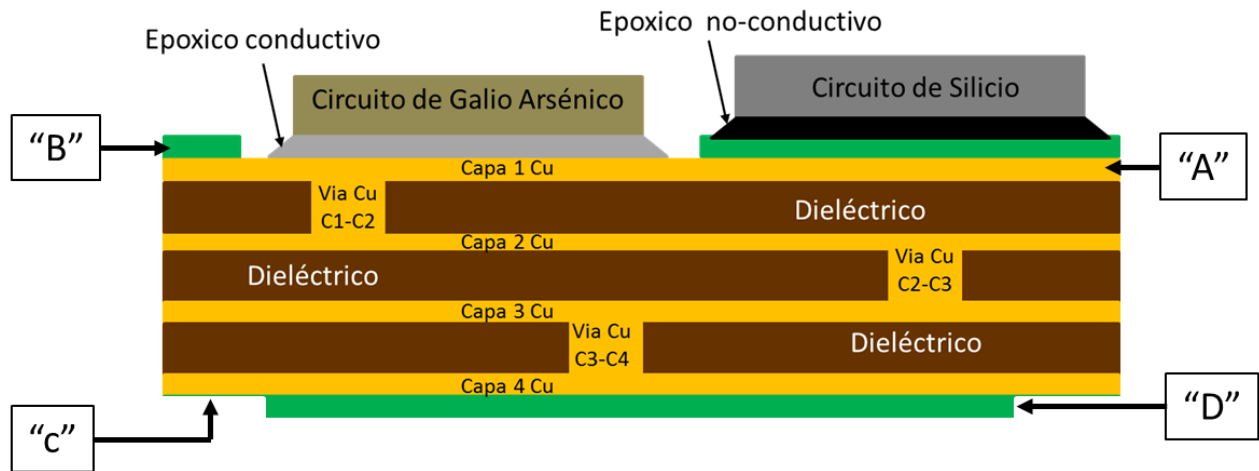 Epoxico conductivo
Epoxico no-conductivo
Circuito de Galio Arsénico
Circuito de Silicio
“B”
“A”
Capa 1 Cu
Via Cu
C1-C2
Dieléctrico
Capa 2 Cu
Dieléctrico
Via Cu
C2-C3
Capa 3 Cu
Via Cu
C3-C4
Dieléctrico
Capa 4 Cu
“c”
“D”